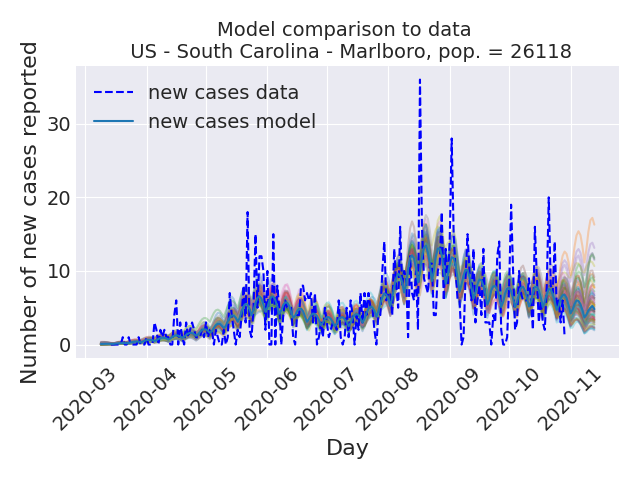 Model comparison to data
US - South Carolina - Marlboro, pop. = 26118
new cases data
new cases model
Number of new cases reported
30
20
10
0
2020-03
2020-04
2020-05
2020-06
2020-07
2020-08
2020-09
2020-10
2020-11
Day